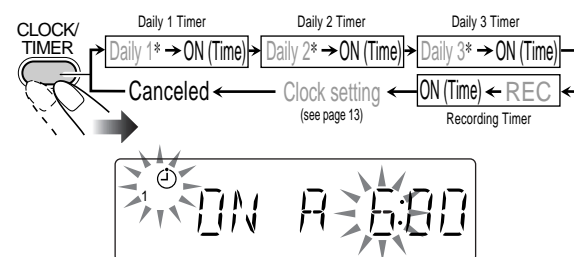 CLOCK/
TIMER
Daily 1 Timer
Daily 2 Timer
Daily 3 Timer
Daily 1* → ON (Time)
Daily 2* → ON (Time)
Daily 3* → ON (Time)
Canceled ← Clock setting
(see page 13)
ON (Time) ← REC
Recording Timer
1 ON A 6:00